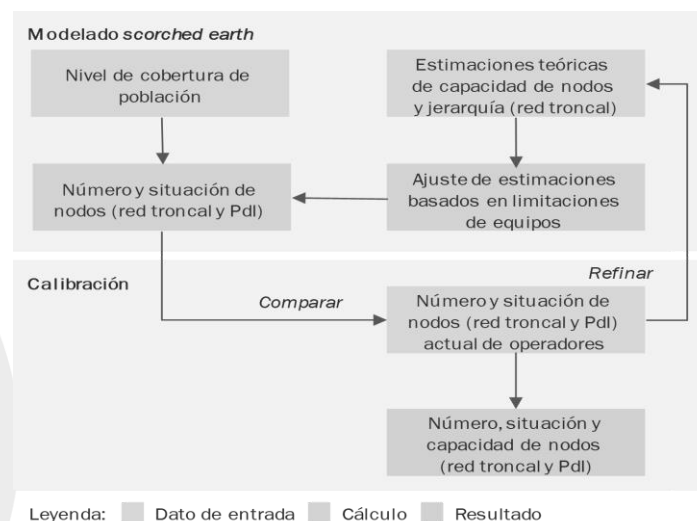 Modelado scorched earth
Nivel de cobertura de
población
Estimaciones teóricas
de capacidad de nodos
y jerarquía (red troncal)
Número y situación de
nodos (red troncal y PdI)
Ajuste de estimaciones
basados en limitaciones
de equipos
Calibración
Comparar
Refinar
Número y situación de
nodos (red troncal y PdI)
actual de operadores
Número, situación y
capacidad de nodos
(red troncal y PdI)
Leyenda: Dato de entrada Cálculo Resultado